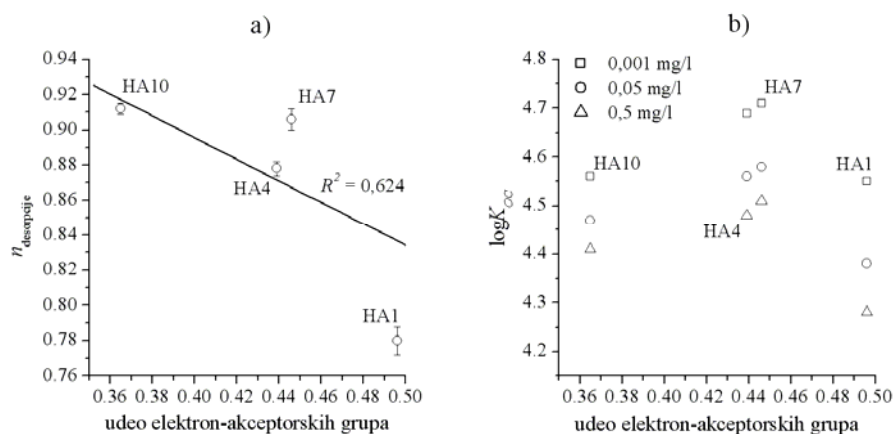 a)
0.94
0.92
0.90
0.88
0.86
0.84
0.82
0.80
0.78
0.76
n desorpcije
HA10
HA7
HA4
R² = 0,624
HA1
0.36 0.38 0.40 0.42 0.44 0.46 0.48 0.50
udeo elektron-akceptorskih grupa
b)
4.8
4.7
4.6
4.5
4.4
4.3
4.2
logKOC
0,001 mg/l
0,05 mg/l
0,5 mg/l
HA7
HA10
HA1
HA4
0.36 0.38 0.40 0.42 0.44 0.46 0.48 0.50
udeo elektron-akceptorskih grupa